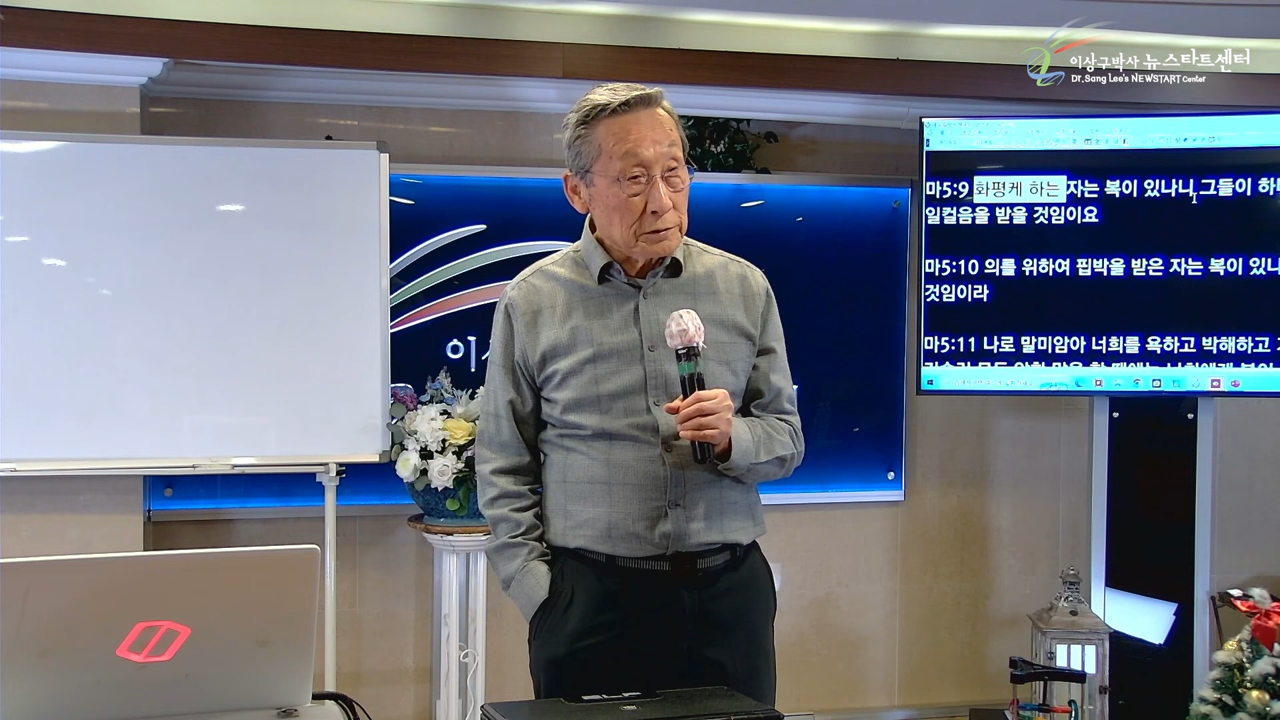 이상구박사 뉴스타트센터
Dr. Sang Lee's NEWSTART Center
마5:9 화평케 하는 자는 복이 있나니 그들이 하
일컬음을 받을 것임이요
마5:10 의를 위하여 핍박을 받은 자는 복이 있
것임이라
마5:11 나로 말미암아 너희를 욕하고 박해하고
이